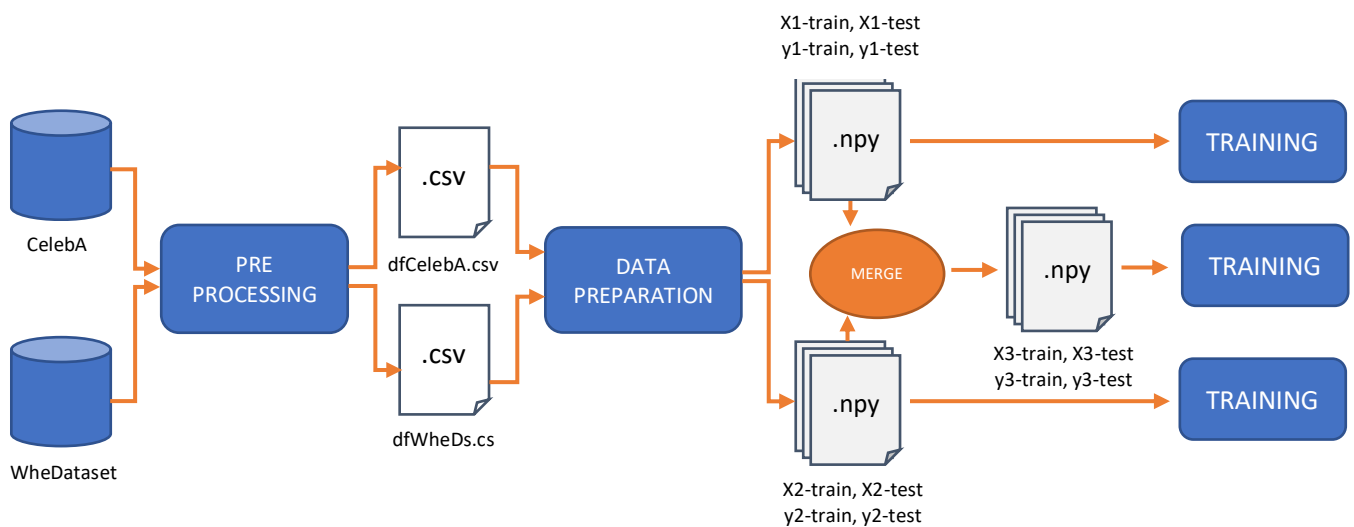 X1-train, X1-test
y1-train, y1-test
CelebA
WheDataset
PRE
PROCESSING
.csv
dfCelebA.csv
.csv
dfWheDs.cs
DATA
PREPARATION
.npy
MERGE
.npy
X2-train, X2-test
y2-train, y2-test
.npy
X3-train, X3-test
y3-train, y3-test
TRAINING
TRAINING
TRAINING